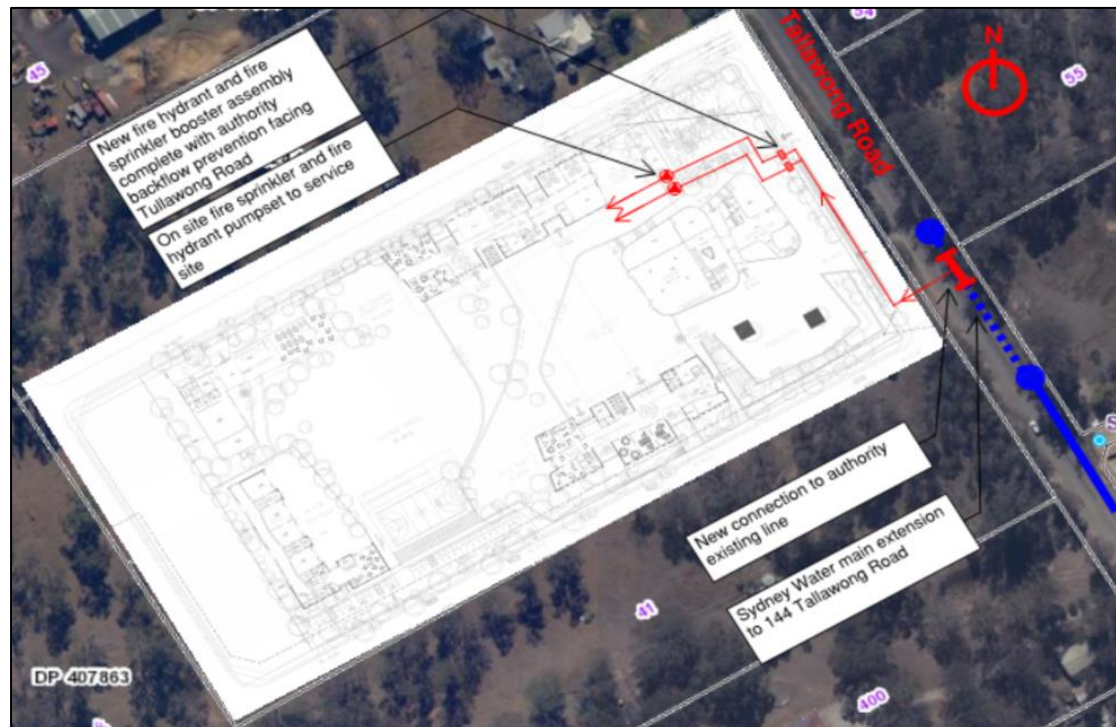 54
45
N
55
Tallawong Road
New fire hydrant and fire
sprinkler booster assembly
complete with authority
backflow prevention facing
Tullawong Road
On site fire sprinkler and fire
hydrant pumpset to service
site
S
New connection to authority
existing line
Sydney Water main extension
to 144 Tallawong Road
41
DP 407863
400